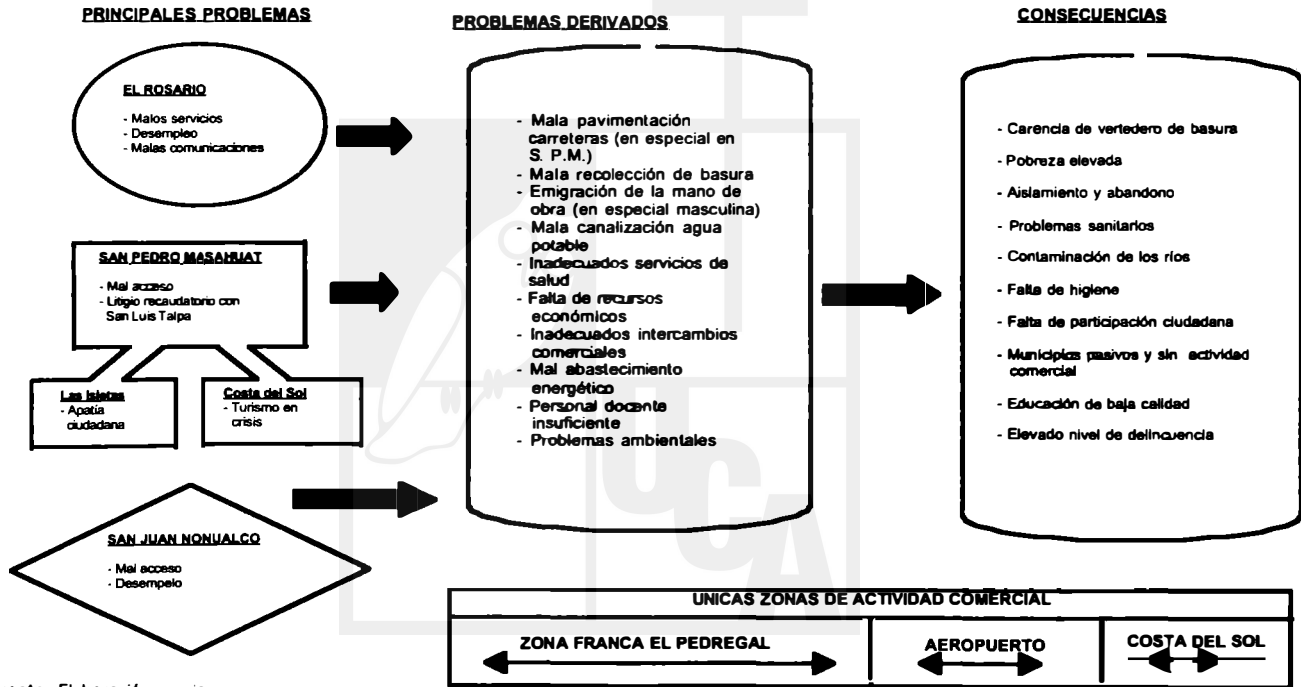 PRINCIPALES PROBLEMAS
EL ROSARIO
- Malos servicios
- Desempleo
- Malas comunicaciones
SAN PEDRO MASAHUAT
- Mal acceso
- Litigio recaudatorio con
San Luis Talpa
Las Isletas
- Apatía
ciudadana
Costa del Sol
- Turismo en
crisis
SAN JUAN NONUALCO
- Mal acceso
- Desempelo
PROBLEMAS DERIVADOS
- Mala pavimentación
carreteras (en especial en
S. P.M.)
- Mala recolección de basura
- Emigración de la mano de
obra (en especial masculina)
- Mala canalización agua
potable
- Inadecuados servicios de
salud
- Falta de recursos
económicos
- Inadecuados intercambios
comerciales
- Mal abastecimiento
energético
- Personal docente
insuficiente
- Problemas ambientales
CONSECUENCIAS
- Carencia de vertedero de basura
- Pobreza elevada
- Aislamiento y abandono
- Problemas sanitarios
- Contaminación de los ríos
- Falta de higiene
- Falta de participación ciudadana
- Municipios pasivos y sin actividad
comercial
- Educación de baja calidad
- Elevado nivel de delincuencia
UNICAS ZONAS DE ACTIVIDAD COMERCIAL
ZONA FRANCA EL PEDREGAL
AEROPUERTO
COSTA DEL SOL
UCA